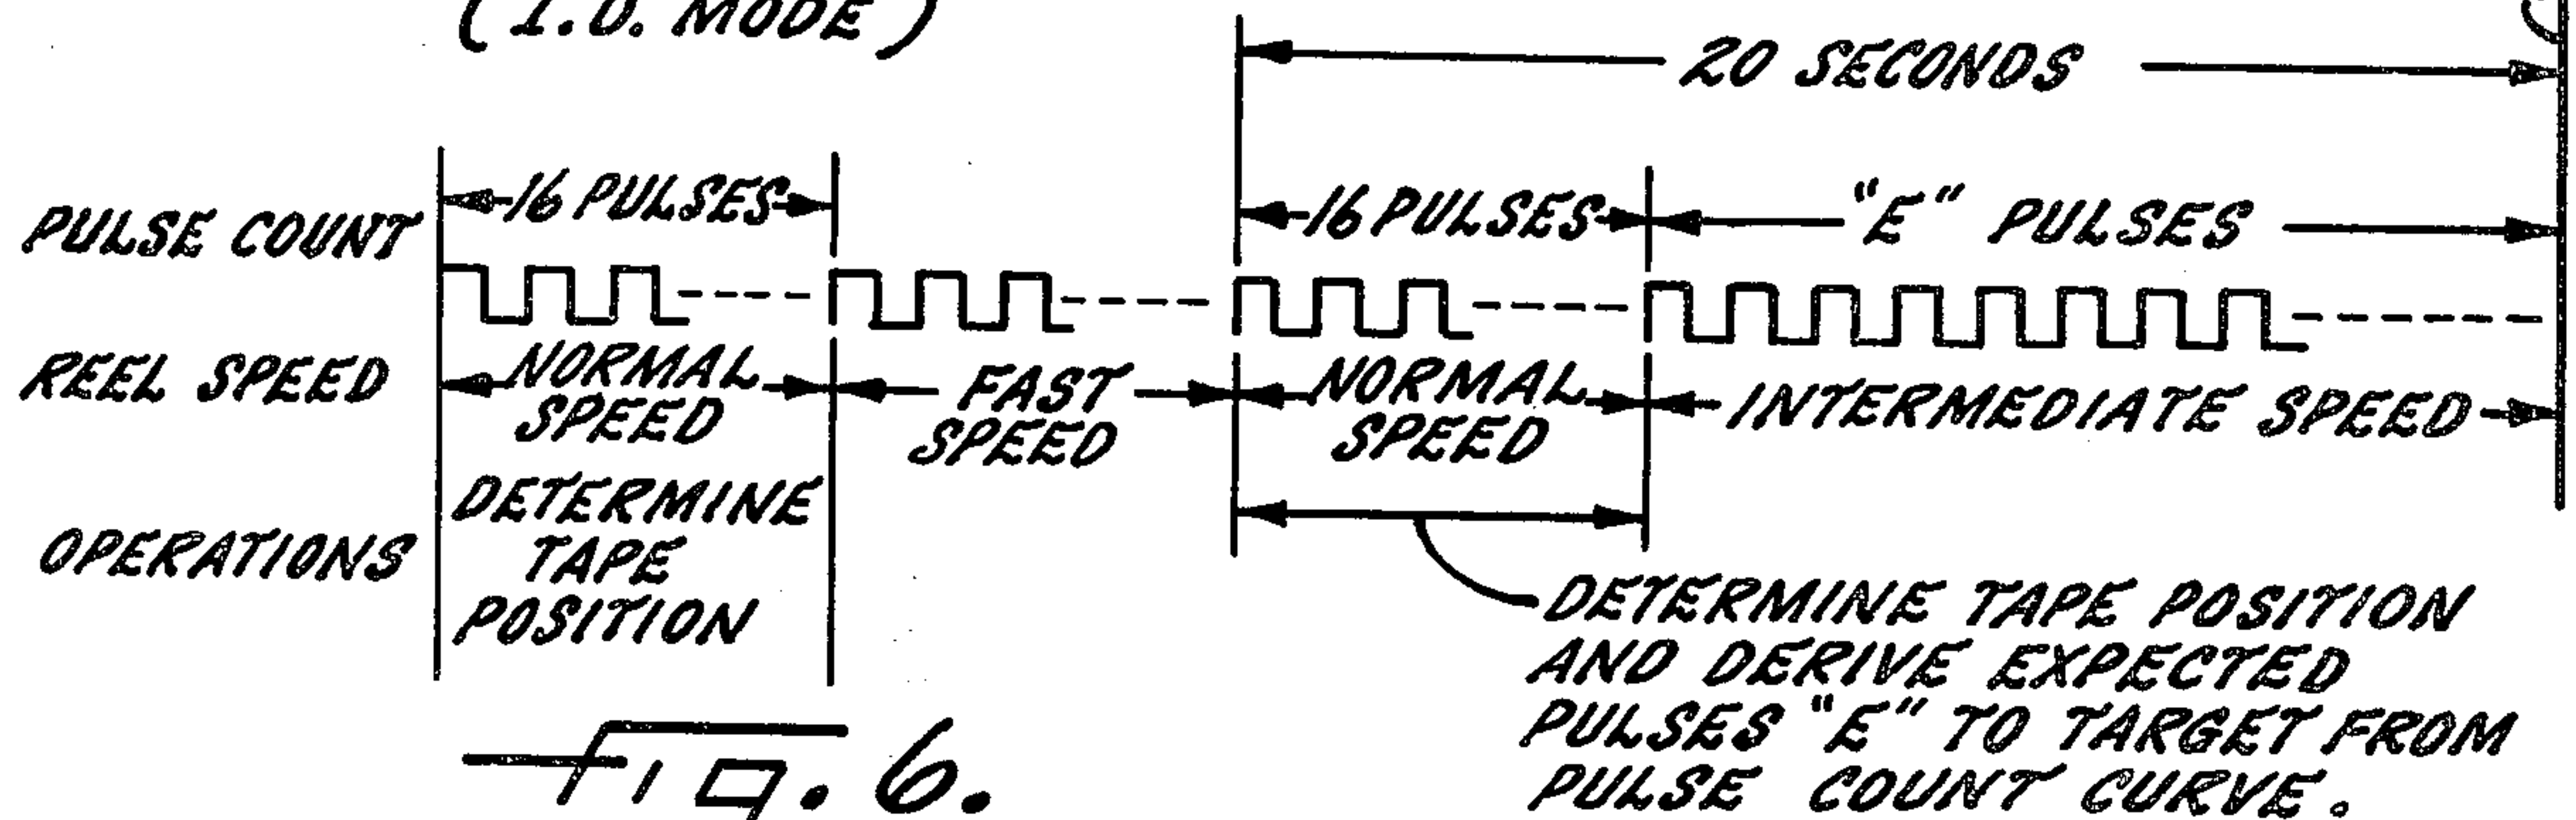 (I.D. MODE)
20 SECONDS
PULSE COUNT
16 PULSES
16 PULSES
"E" PULSES
REEL SPEED
NORMAL
SPEED
FAST
SPEED
NORMAL
SPEED
INTERMEDIATE SPEED
OPERATIONS
DETERMINE
TAPE
POSITION
DETERMINE TAPE POSITION
AND DERIVE EXPECTED
PULSES "E" TO TARGET FROM
PULSE COUNT CURVE.
Fig. 6.